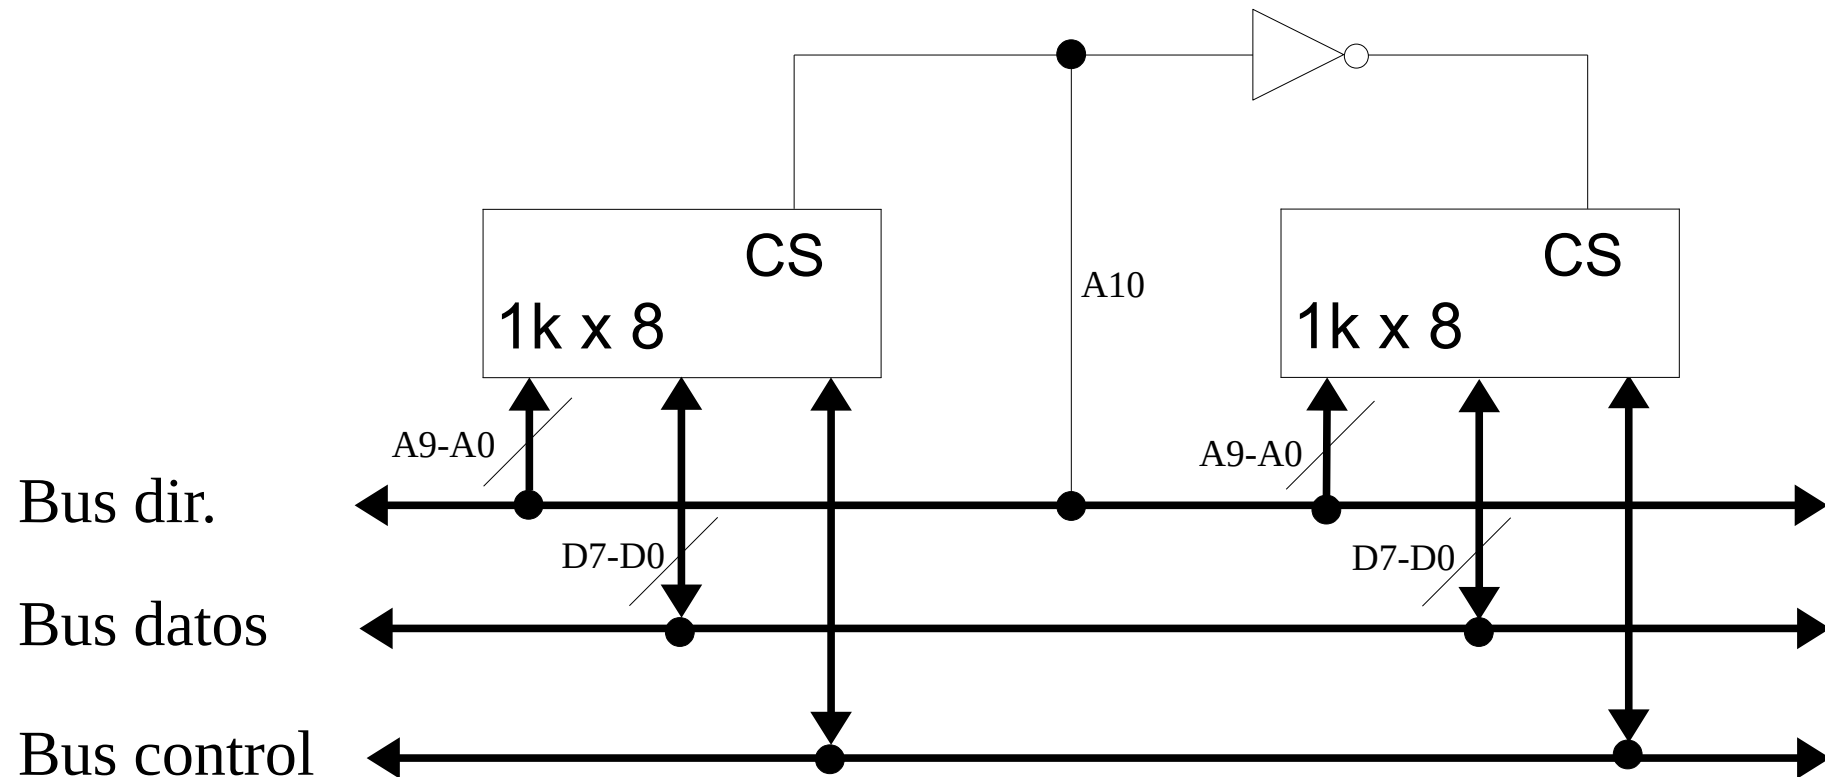 CS
CS
A10
1k x 8
1k x 8
A9-A0
A9-A0
Bus dir.
D7-D0
D7-D0
Bus datos
Bus control